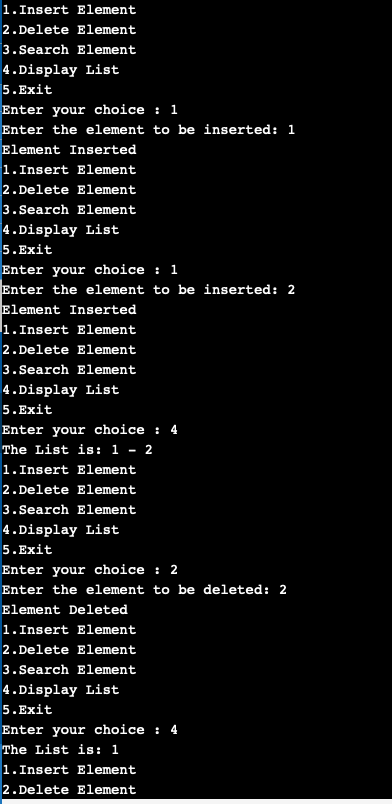 1.Insert Element
2.Delete Element
3.Search Element
4.Display List
5.Exit
Enter your choice : 1
Enter the element to be inserted: 1
Element Inserted
1.Insert Element
2.Delete Element
3.Search Element
4.Display List
5.Exit
Enter your choice : 1
Enter the element to be inserted: 2
Element Inserted
1.Insert Element
2.Delete Element
3.Search Element
4.Display List
5.Exit
Enter your choice : 4
The List is: 1 - 2
1.Insert Element
2.Delete Element
3.Search Element
4.Display List
5.Exit
Enter your choice : 2
Enter the element to be deleted: 2
Element Deleted
1.Insert Element
2.Delete Element
3.Search Element
4.Display List
5.Exit
Enter your choice : 4
The List is: 1
1.Insert Element
2.Delete Element